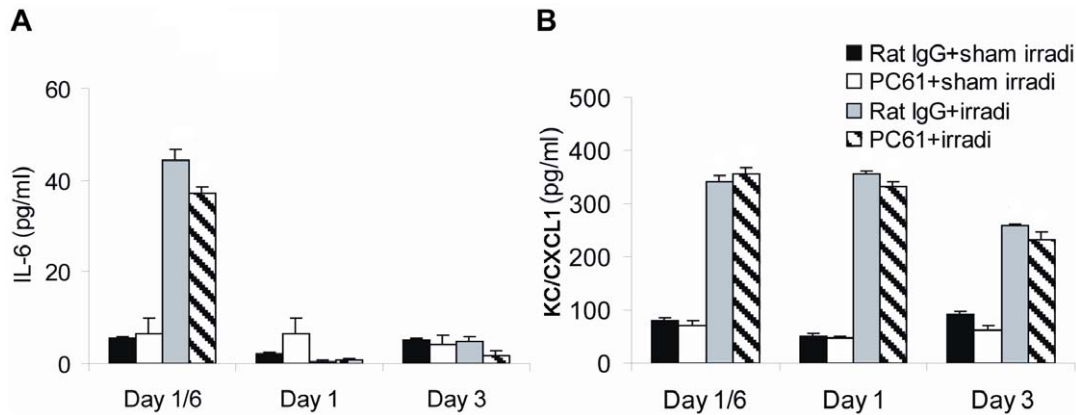 A
IL-6 (pg/ml)
60
40
20
0
Day 1/6 Day 1 Day 3
B
Rat IgG+sham irradi
PC61+sham irradi
Rat IgG+irradi
PC61+irradi
KC/CXCL1 (pg/ml)
500
400
300
200
100
0
Day 1/6 Day 1 Day 3